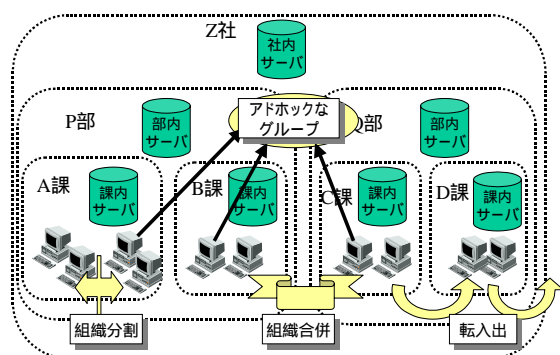 Z社
社内
サーバ
P部
部内
サーバ
アドホックな
グループ
Q部
部内
サーバ
A課
課内
サーバ
B課
課内
サーバ
C課
課内
サーバ
D課
課内
サーバ
組織分割
組織合併
転入出